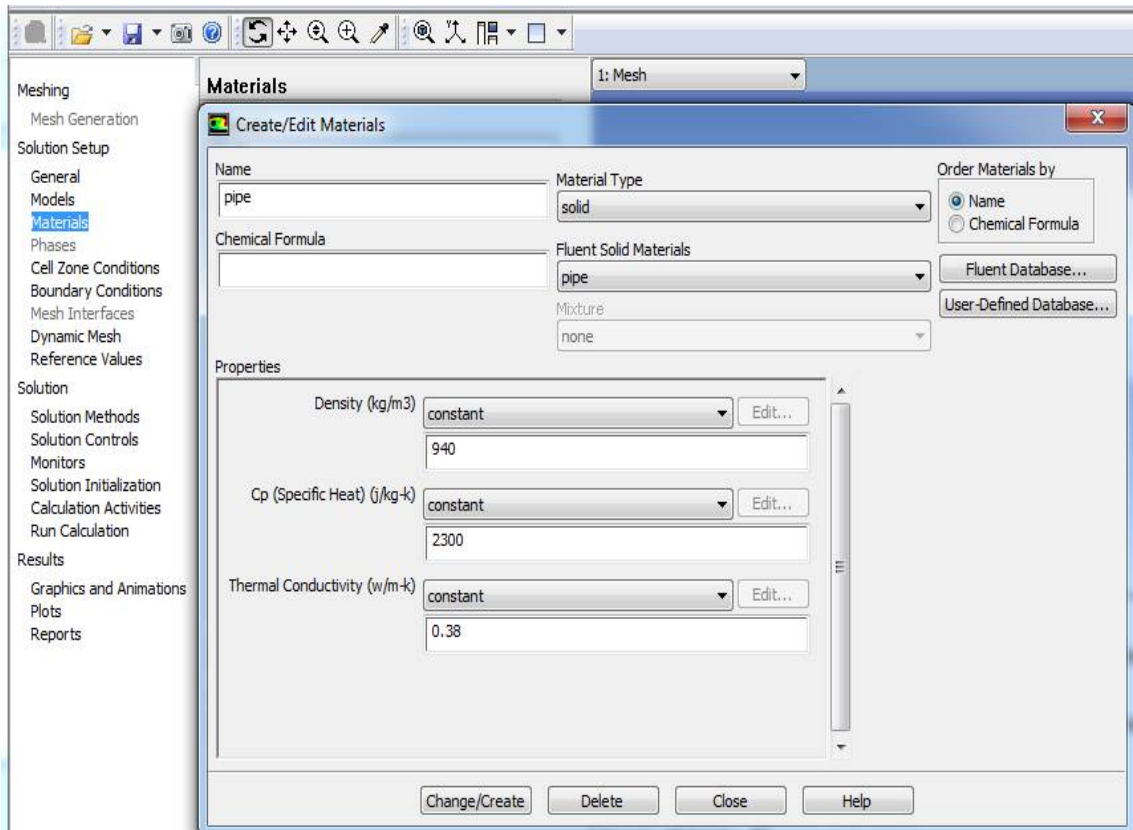 1: Mesh
Meshing
Mesh Generation
Solution Setup
General
Models
Materials
Phases
Cell Zone Conditions
Boundary Conditions
Mesh Interfaces
Dynamic Mesh
Reference Values
Solution
Solution Methods
Solution Controls
Monitors
Solution Initialization
Calculation Activities
Run Calculation
Results
Graphics and Animations
Plots
Reports
Materials
Create/Edit Materials
X
Name
pipe
Chemical Formula
Material Type
solid
Fluent Solid Materials
pipe
Mixture
none
Order Materials by
Name
Chemical Formula
Fluent Database...
User-Defined Database...
Properties
Density (kg/m3)
constant
Edit...
940
Cp (Specific Heat) (j/kg-k)
constant
Edit...
2300
Thermal Conductivity (w/m-k)
constant
Edit...
0.38
Change/Create
Delete
Close
Help